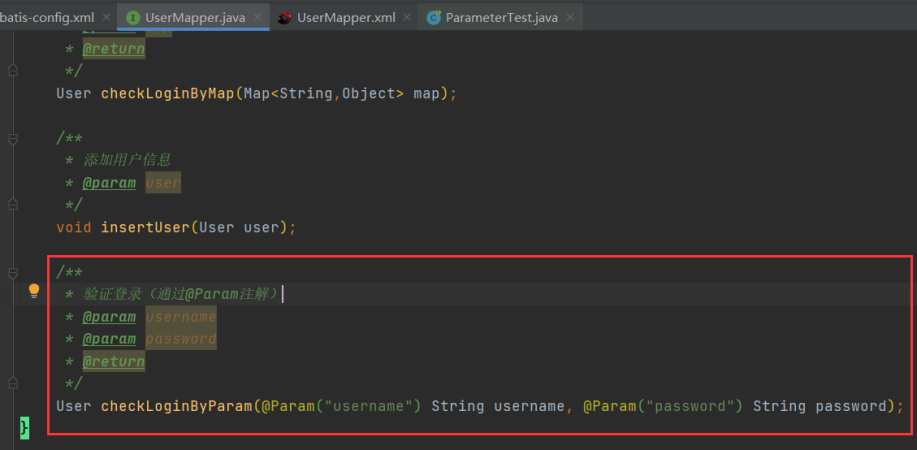 batis-config.xml × UserMapper.java × UserMapper.xml × ParameterTest.java ×
* @return
*/
User checkLoginByMap(Map<String,Object> map);
/**
* 添加用户信息
* @param user
*/
void insertUser(User user);
/**
* 验证登录（通过@Param注解）
* @param username
* @param password
* @return
*/
User checkLoginByParam(@Param("username") String username, @Param("password") String password);
}